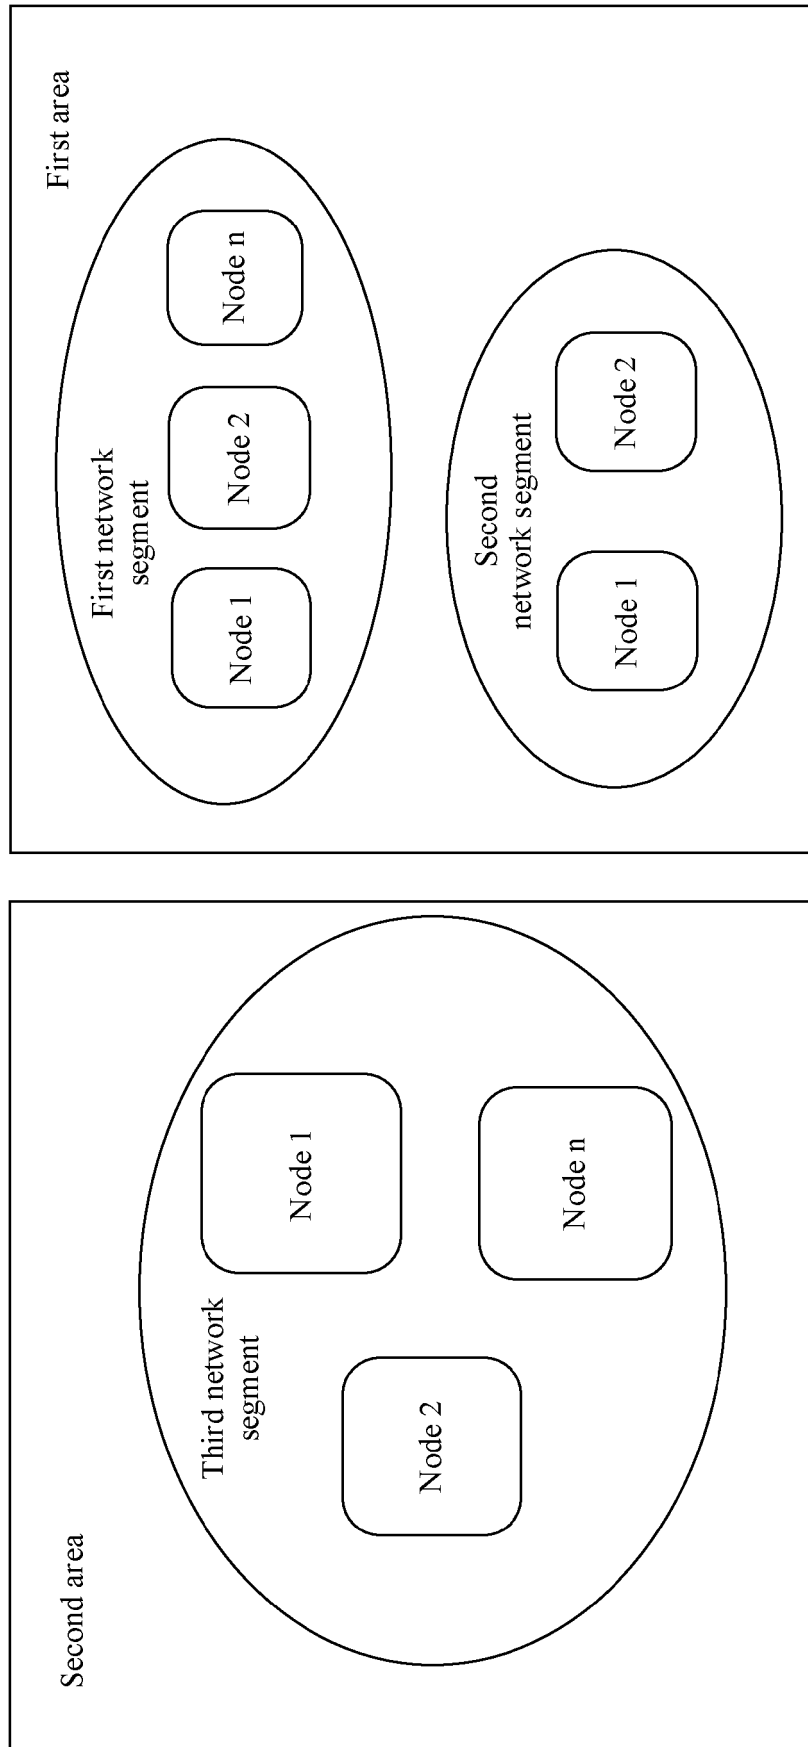 Second area
Third network
segment
Node 2
Node 1
Node n
First area
First network
segment
Node 1
Node 2
Node n
Second
network segment
Node 1
Node 2